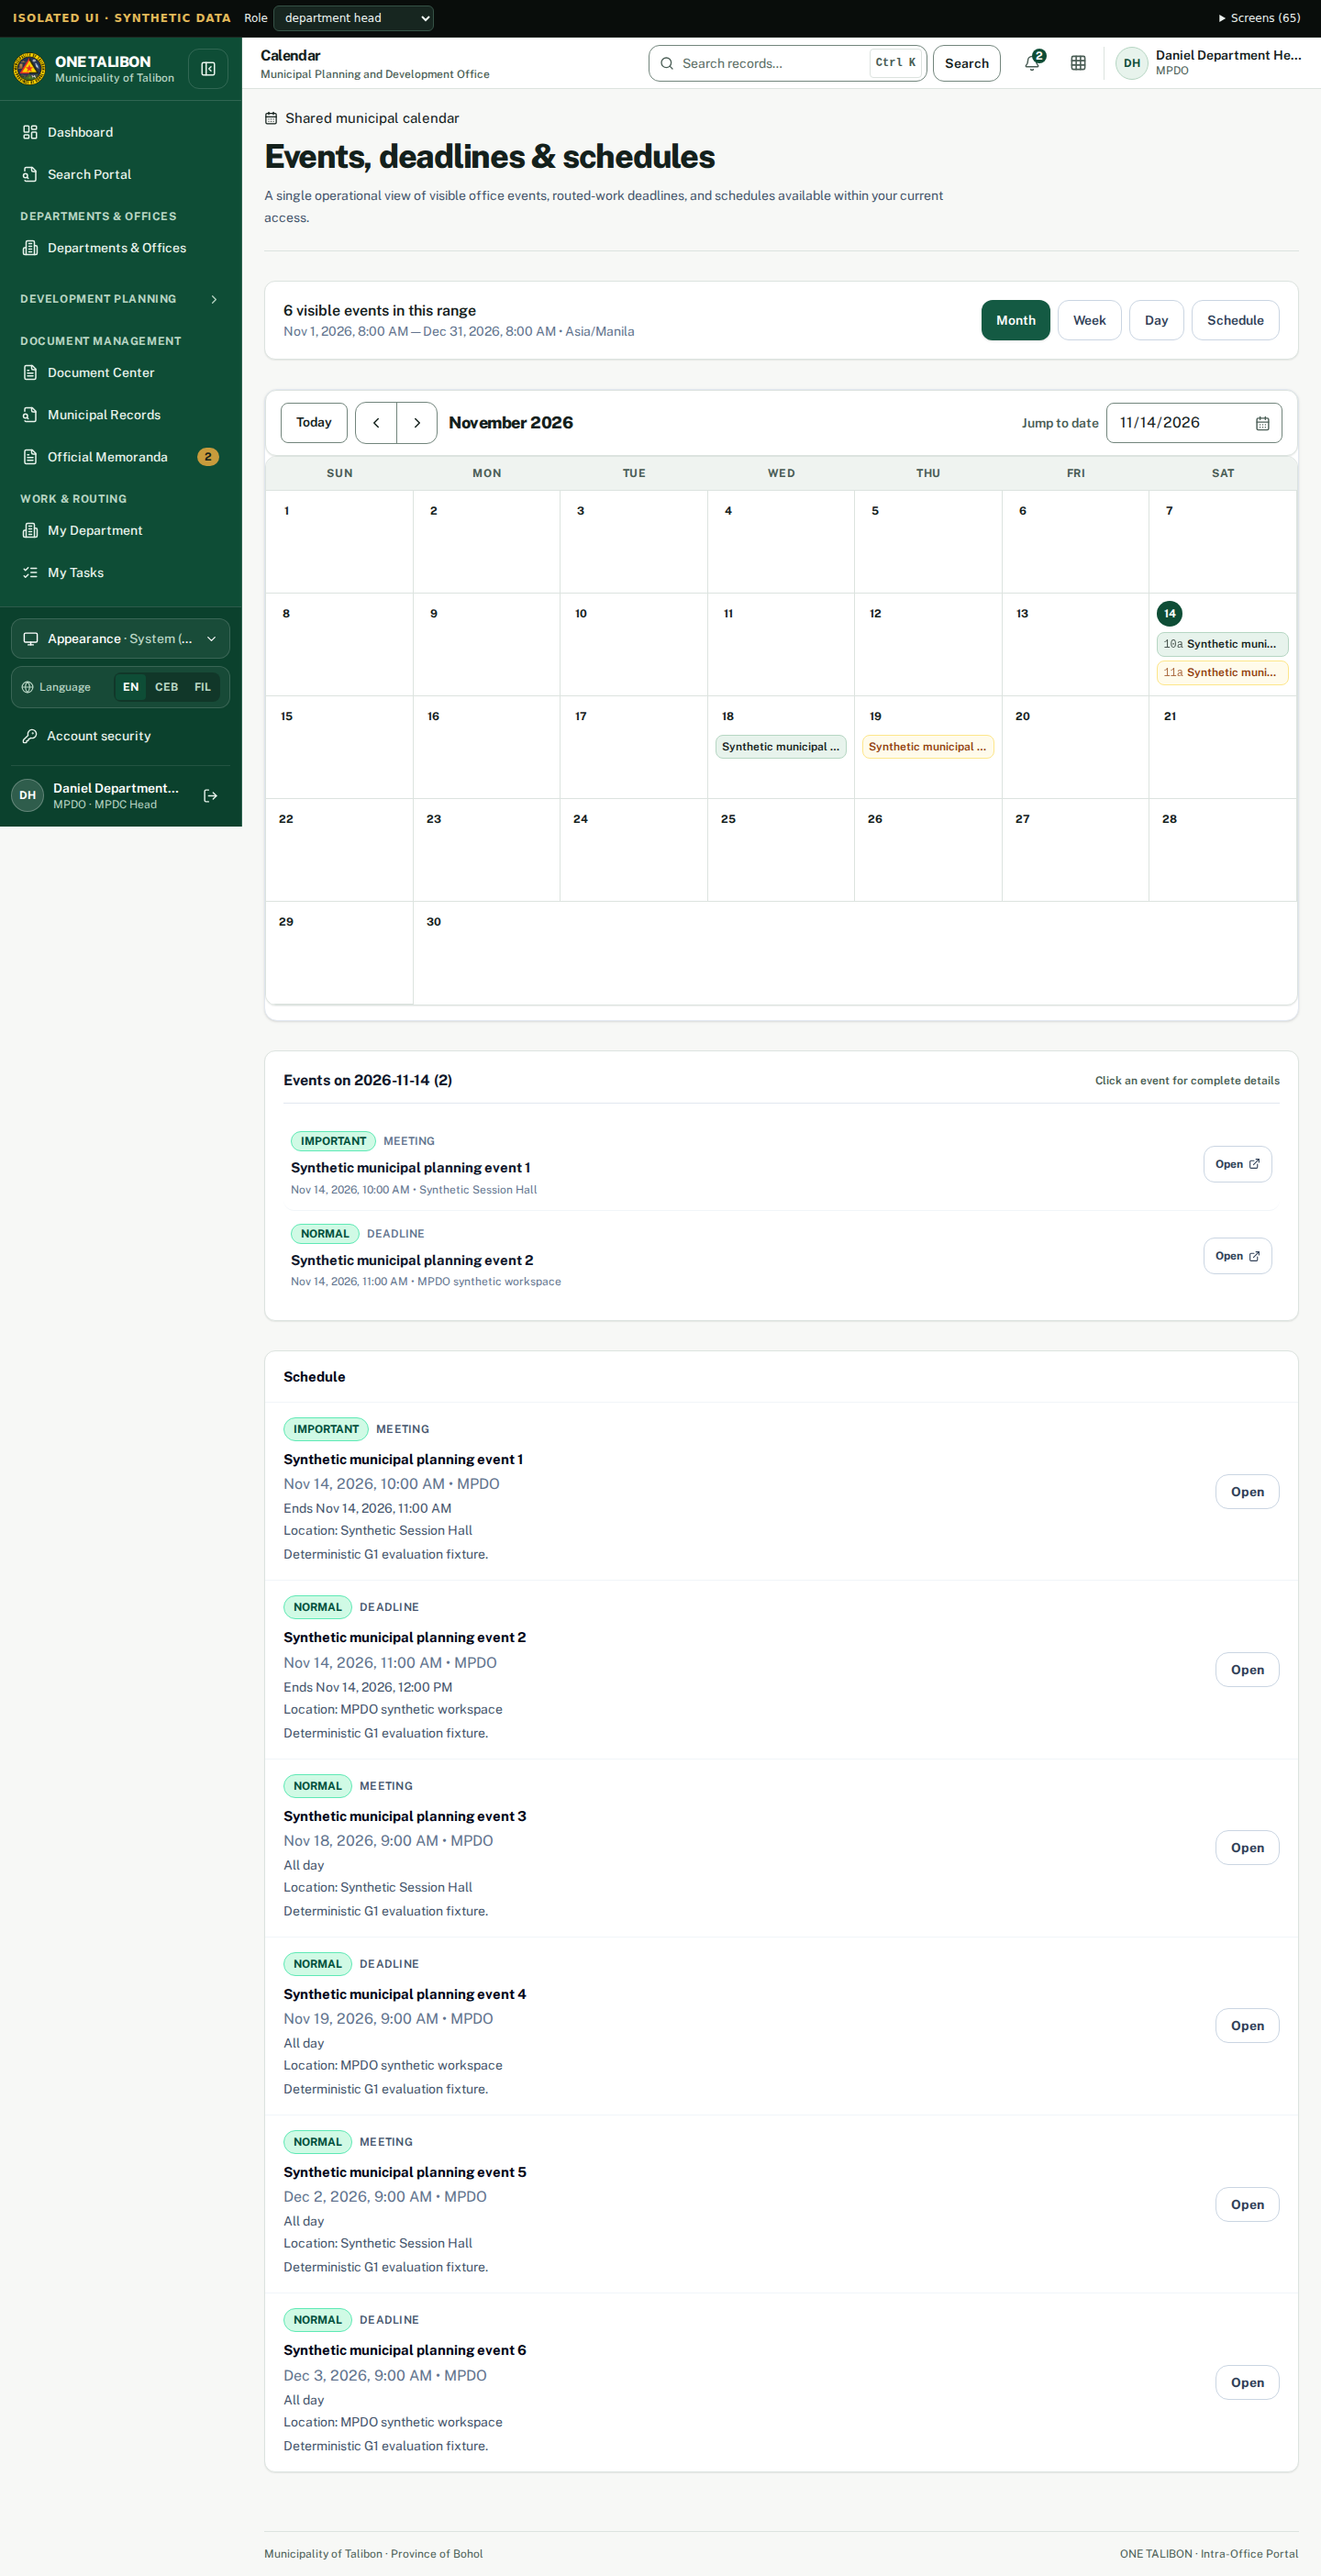 ISOLATED UI · SYNTHETIC DATA Role department head ▶ Screens (65)
ONE TALIBON
Municipality of Talibon
Dashboard
Search Portal
DEPARTMENTS & OFFICES
Departments & Offices
DEVELOPMENT PLANNING
DOCUMENT MANAGEMENT
Document Center
Municipal Records
Official Memoranda 2
WORK & ROUTING
My Department
My Tasks
Appearance · System (...
Language EN CEB FIL
Account security
DH Daniel Department...
MPDO · MPDC Head
Calendar
Municipal Planning and Development Office
Search records... Ctrl K Search 2
DH Daniel Department He...
MPDO
Shared municipal calendar
Events, deadlines & schedules
A single operational view of visible office events, routed-work deadlines, and schedules available within your current
access.
6 visible events in this range
Nov 1, 2026, 8:00 AM — Dec 31, 2026, 8:00 AM • Asia/Manila
Month Week Day Schedule
Today November 2026 Jump to date 11/14/2026
SUN MON TUE WED THU FRI SAT
1 2 3 4 5 6 7
8 9 10 11 12 13 14
10a Synthetic muni...
11a Synthetic muni...
15 16 17 18 19 20 21
Synthetic municipal ... Synthetic municipal ...
22 23 24 25 26 27 28
29 30
Events on 2026-11-14 (2) Click an event for complete details
IMPORTANT MEETING
Synthetic municipal planning event 1
Nov 14, 2026, 10:00 AM • Synthetic Session Hall
Open
NORMAL DEADLINE
Synthetic municipal planning event 2
Nov 14, 2026, 11:00 AM • MPDO synthetic workspace
Open
Schedule
IMPORTANT MEETING
Synthetic municipal planning event 1
Nov 14, 2026, 10:00 AM • MPDO
Ends Nov 14, 2026, 11:00 AM
Location: Synthetic Session Hall
Deterministic G1 evaluation fixture.
Open
NORMAL DEADLINE
Synthetic municipal planning event 2
Nov 14, 2026, 11:00 AM • MPDO
Ends Nov 14, 2026, 12:00 PM
Location: MPDO synthetic workspace
Deterministic G1 evaluation fixture.
Open
NORMAL MEETING
Synthetic municipal planning event 3
Nov 18, 2026, 9:00 AM • MPDO
All day
Location: Synthetic Session Hall
Deterministic G1 evaluation fixture.
Open
NORMAL DEADLINE
Synthetic municipal planning event 4
Nov 19, 2026, 9:00 AM • MPDO
All day
Location: MPDO synthetic workspace
Deterministic G1 evaluation fixture.
Open
NORMAL MEETING
Synthetic municipal planning event 5
Dec 2, 2026, 9:00 AM • MPDO
All day
Location: Synthetic Session Hall
Deterministic G1 evaluation fixture.
Open
NORMAL DEADLINE
Synthetic municipal planning event 6
Dec 3, 2026, 9:00 AM • MPDO
All day
Location: MPDO synthetic workspace
Deterministic G1 evaluation fixture.
Open
Municipality of Talibon · Province of Bohol ONE TALIBON · Intra-Office Portal